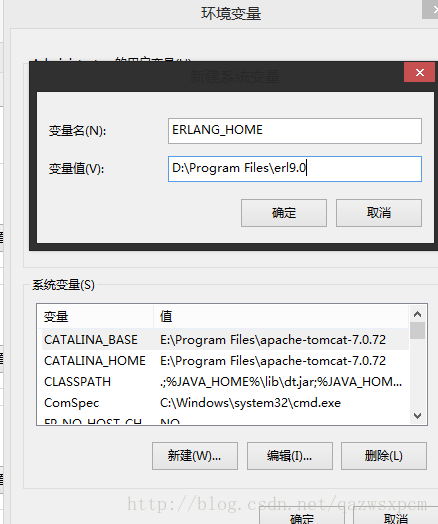 环境变量
Administrator 的用户变量(U)
新建系统变量
变量名(N): ERLANG_HOME
变量值(V): D:\Program Files\erl9.0
确定 取消
系统变量(S)
变量 值
CATALINA_BASE E:\Program Files\apache-tomcat-7.0.72
CATALINA_HOME E:\Program Files\apache-tomcat-7.0.72
CLASSPATH .;%JAVA_HOME%\lib\dt.jar;%JAVA_HOM...
ComSpec C:\Windows\system32\cmd.exe
FP_NO_HOST_CH... NO
新建(W)... 编辑(I)... 删除(L)
http://blog.csdn.net/qazwsxpcm
确定 取消